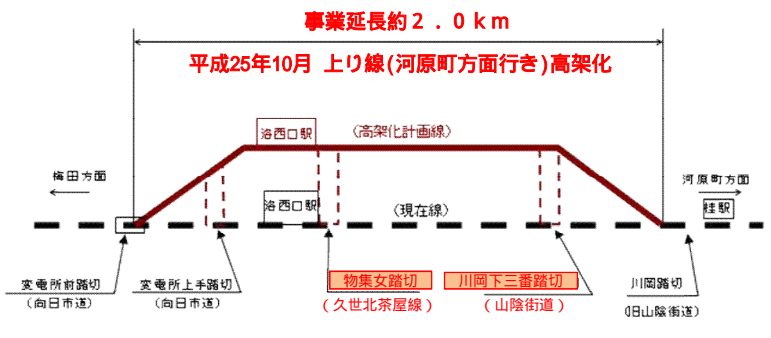 事業延長約２．０ｋｍ
平成25年10月 上り線(河原町方面行き)高架化
洛西口駅
(高架化計画線)
梅田方面
河原町方面
洛西口駅
(現在線)
桂駅
変電所前踏切
(向日市道)
変電所上手踏切
(向日市道)
物集女踏切
(久世北茶屋線)
川岡下三番踏切
(山陰街道)
川岡踏切
(旧山陰街道)